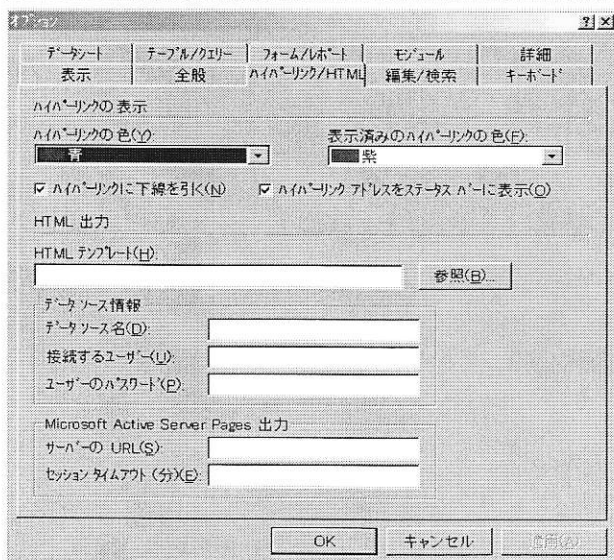 オプション
データシート テーブル/クエリー フォーム/レポート モジュール 詳細
表示 全般 ハイパーリンク/HTML 編集/検索 キーボード
ハイパーリンクの表示
ハイパーリンクの色(Y): 表示済みのハイパーリンクの色(F):
青 紫
ハイパーリンクに下線を引く(N) ハイパーリンク アドレスをステータス バーに表示(O)
HTML 出力
HTML テンプレート(H):
参照(B)...
データ ソース情報
データ ソース名(D):
接続するユーザー(U):
ユーザーのパスワード(P):
Microsoft Active Server Pages 出力
サーバーの URL(S):
セッション タイムアウト (分)(E):
OK キャンセル 適用(A)